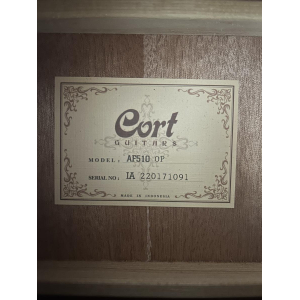 Cort
GUITARS
MODEL: AF510 OP
SERIAL NO: IA 220171091
MADE IN INDONESIA